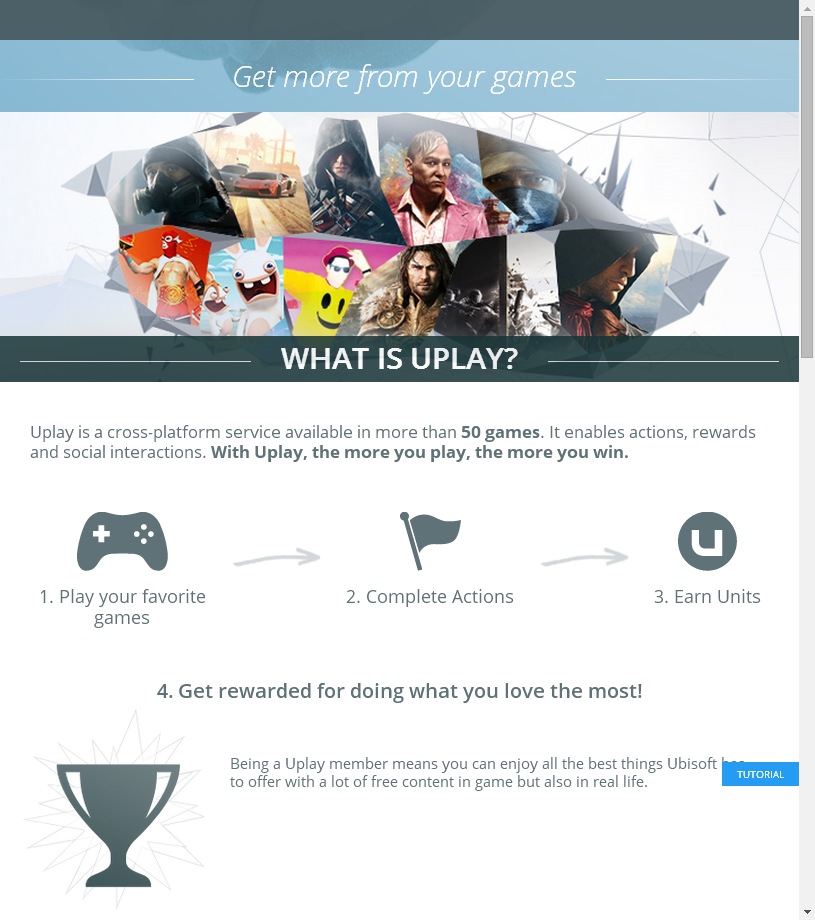 Get more from your games
WHAT IS UPLAY?
Uplay is a cross-platform service available in more than 50 games. It enables actions, rewards
and social interactions. With Uplay, the more you play, the more you win.
1. Play your favorite
games
2. Complete Actions
3. Earn Units
4. Get rewarded for doing what you love the most!
Being a Uplay member means you can enjoy all the best things Ubisoft
to offer with a lot of free content in game but also in real life.
TUTORIAL